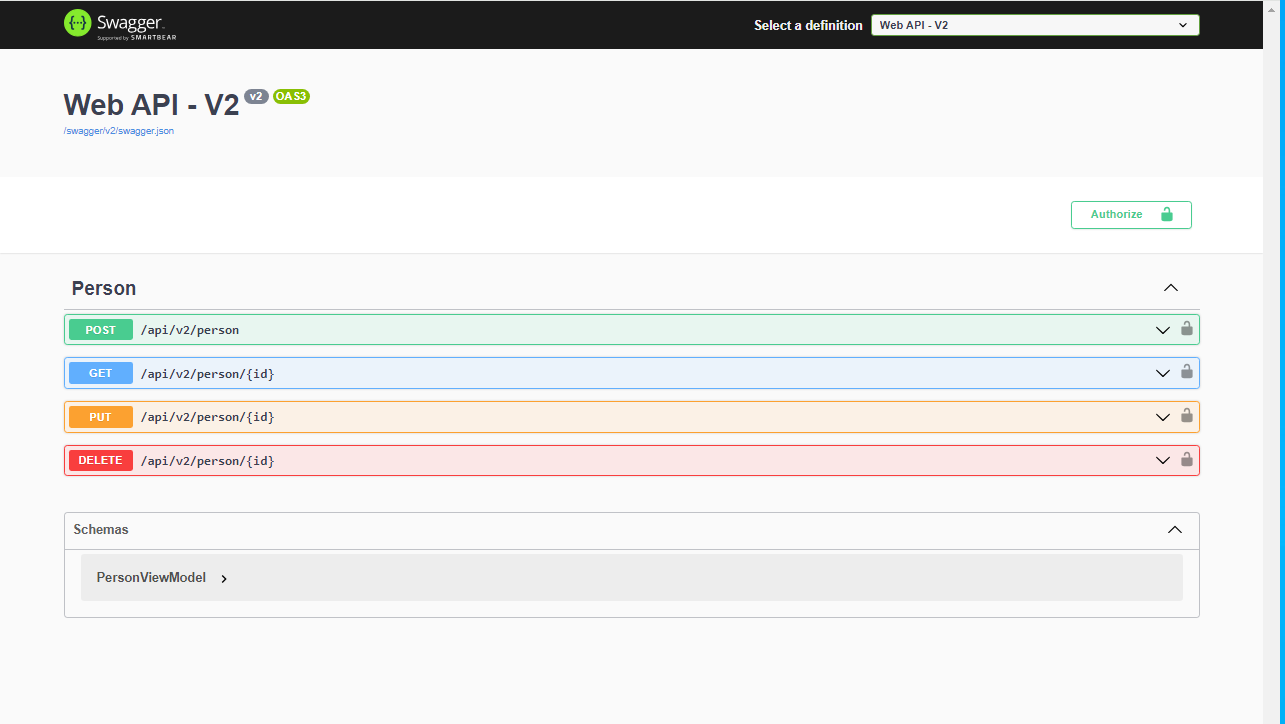 Swagger
Supported by SMARTBEAR
Select a definition
Web API - V2
Web API - V2 v2 OAS3
/swagger/v2/swagger.json
Authorize
Person
POST /api/v2/person
GET /api/v2/person/{id}
PUT /api/v2/person/{id}
DELETE /api/v2/person/{id}
Schemas
PersonViewModel